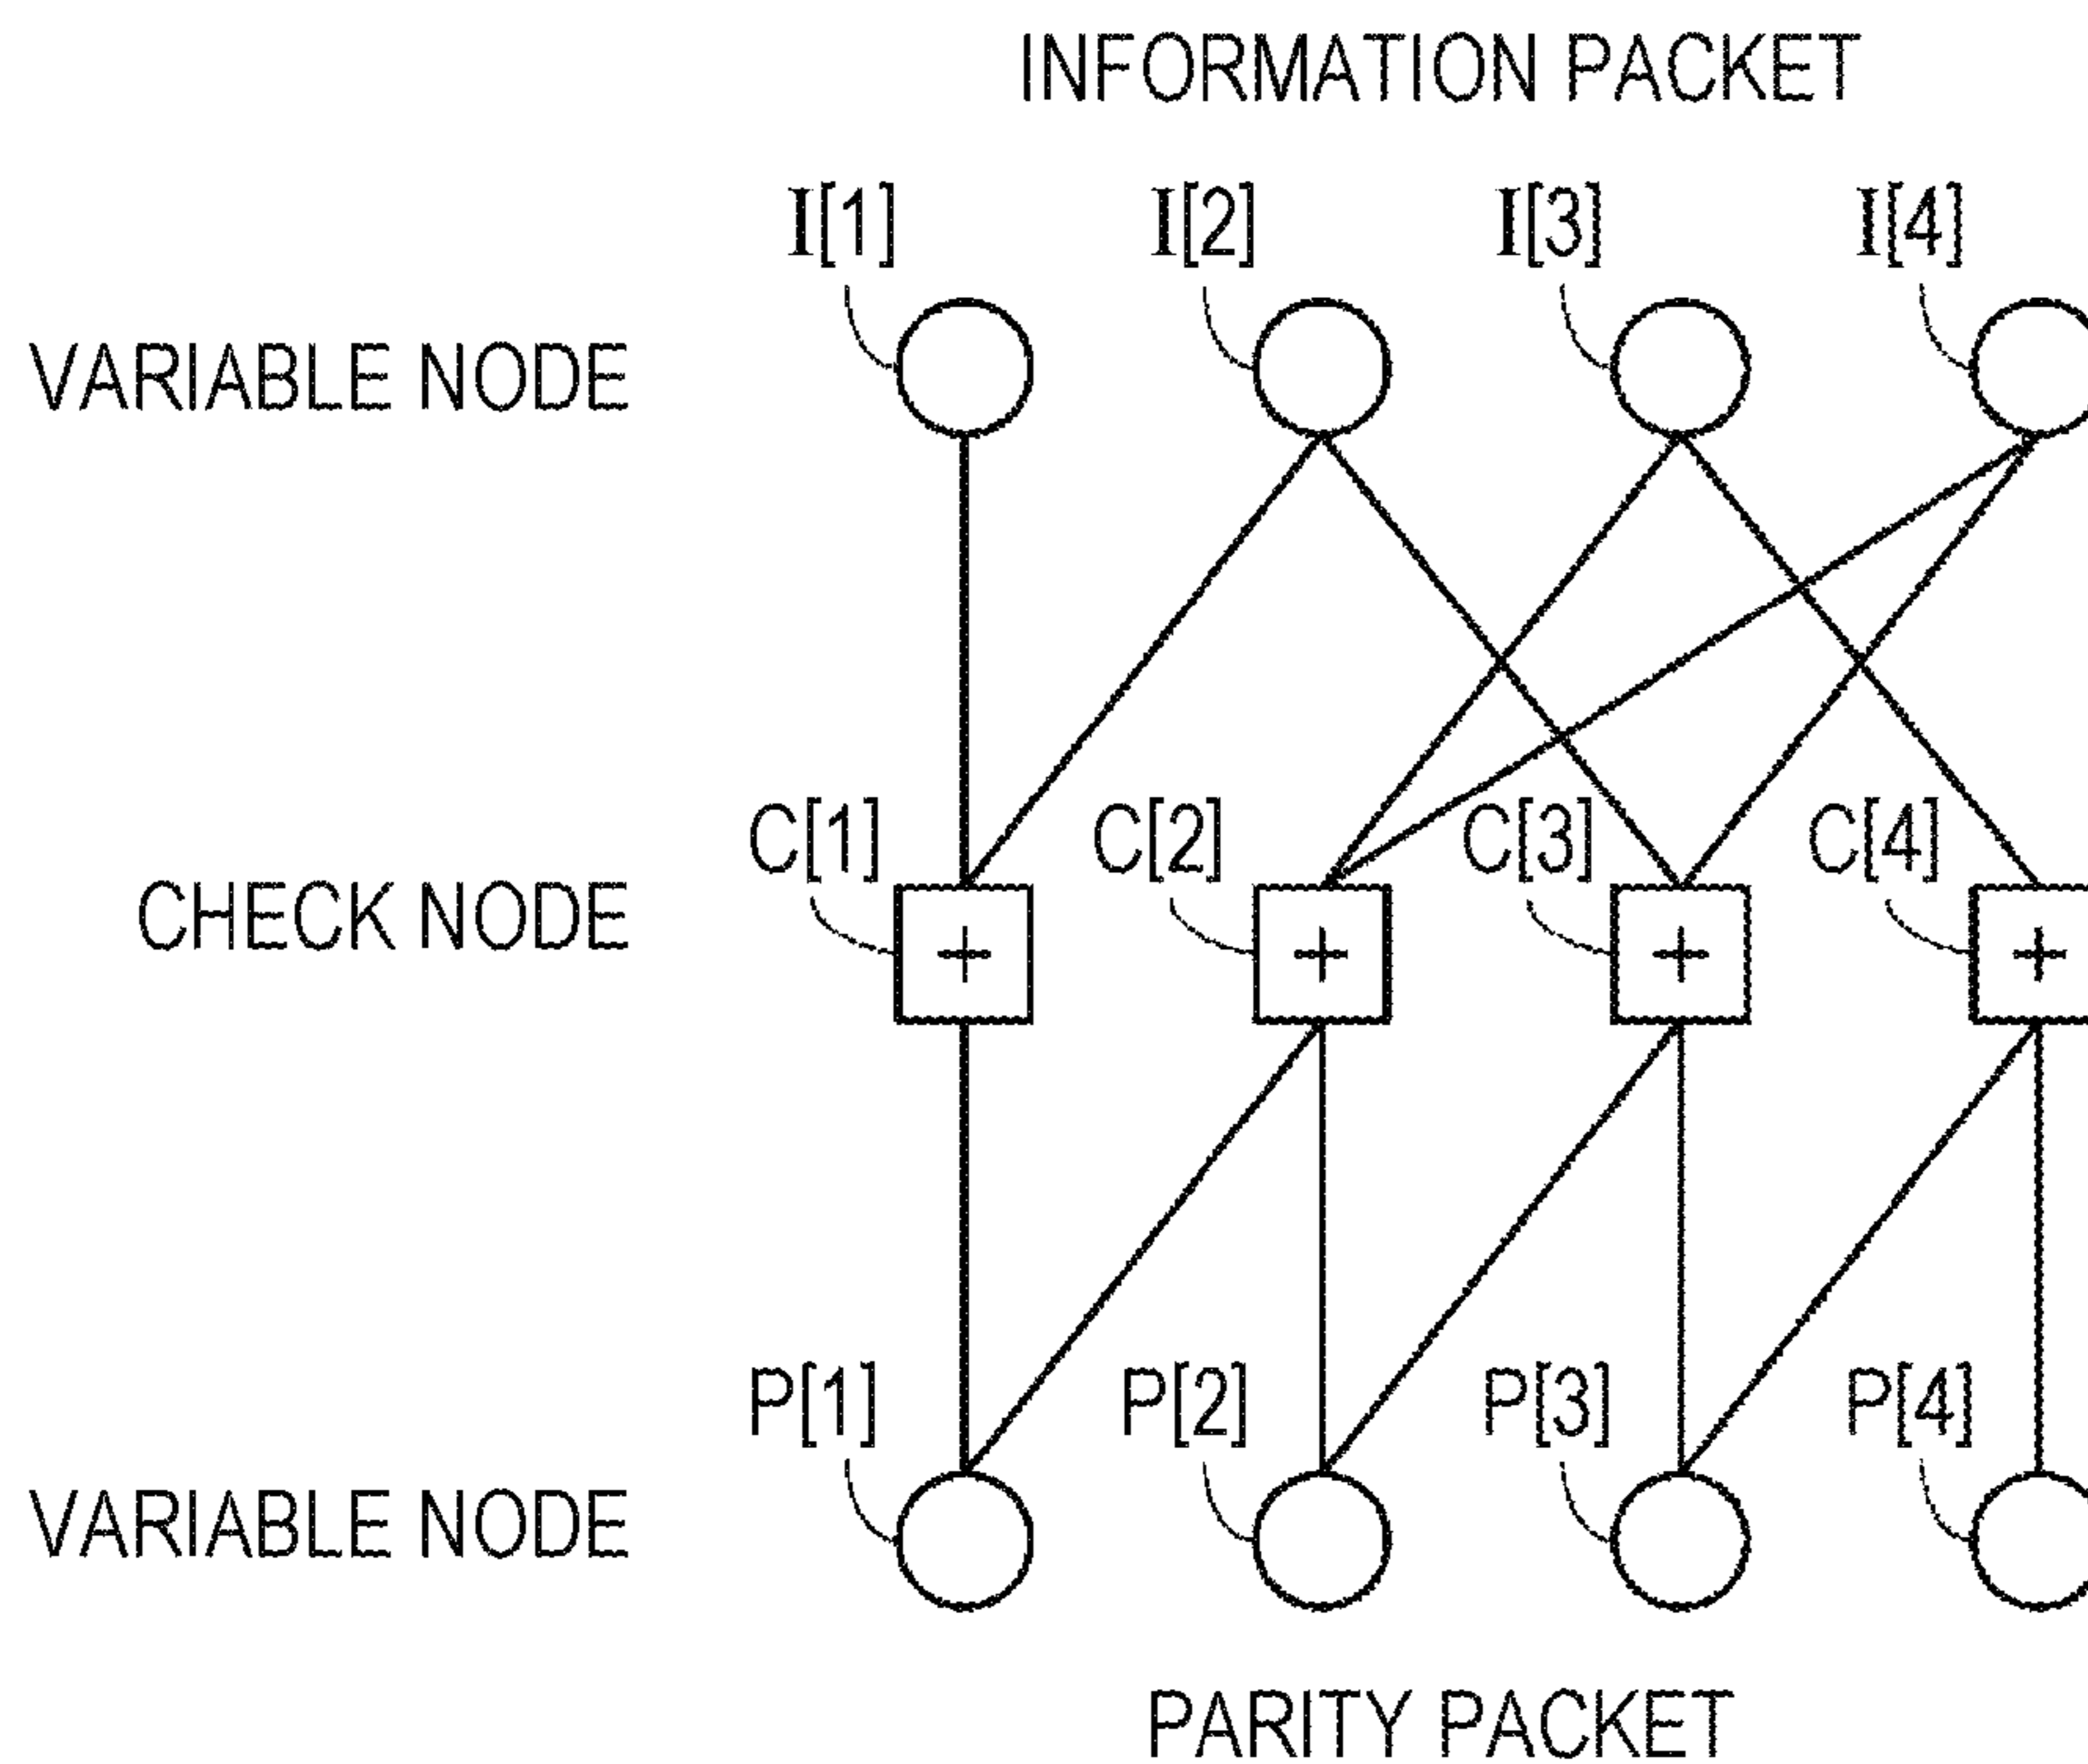 INFORMATION PACKET
I[1] I[2] I[3] I[4]
VARIABLE NODE
C[1] C[2] C[3] C[4]
CHECK NODE
+ + + +
P[1] P[2] P[3] P[4]
VARIABLE NODE
PARITY PACKET